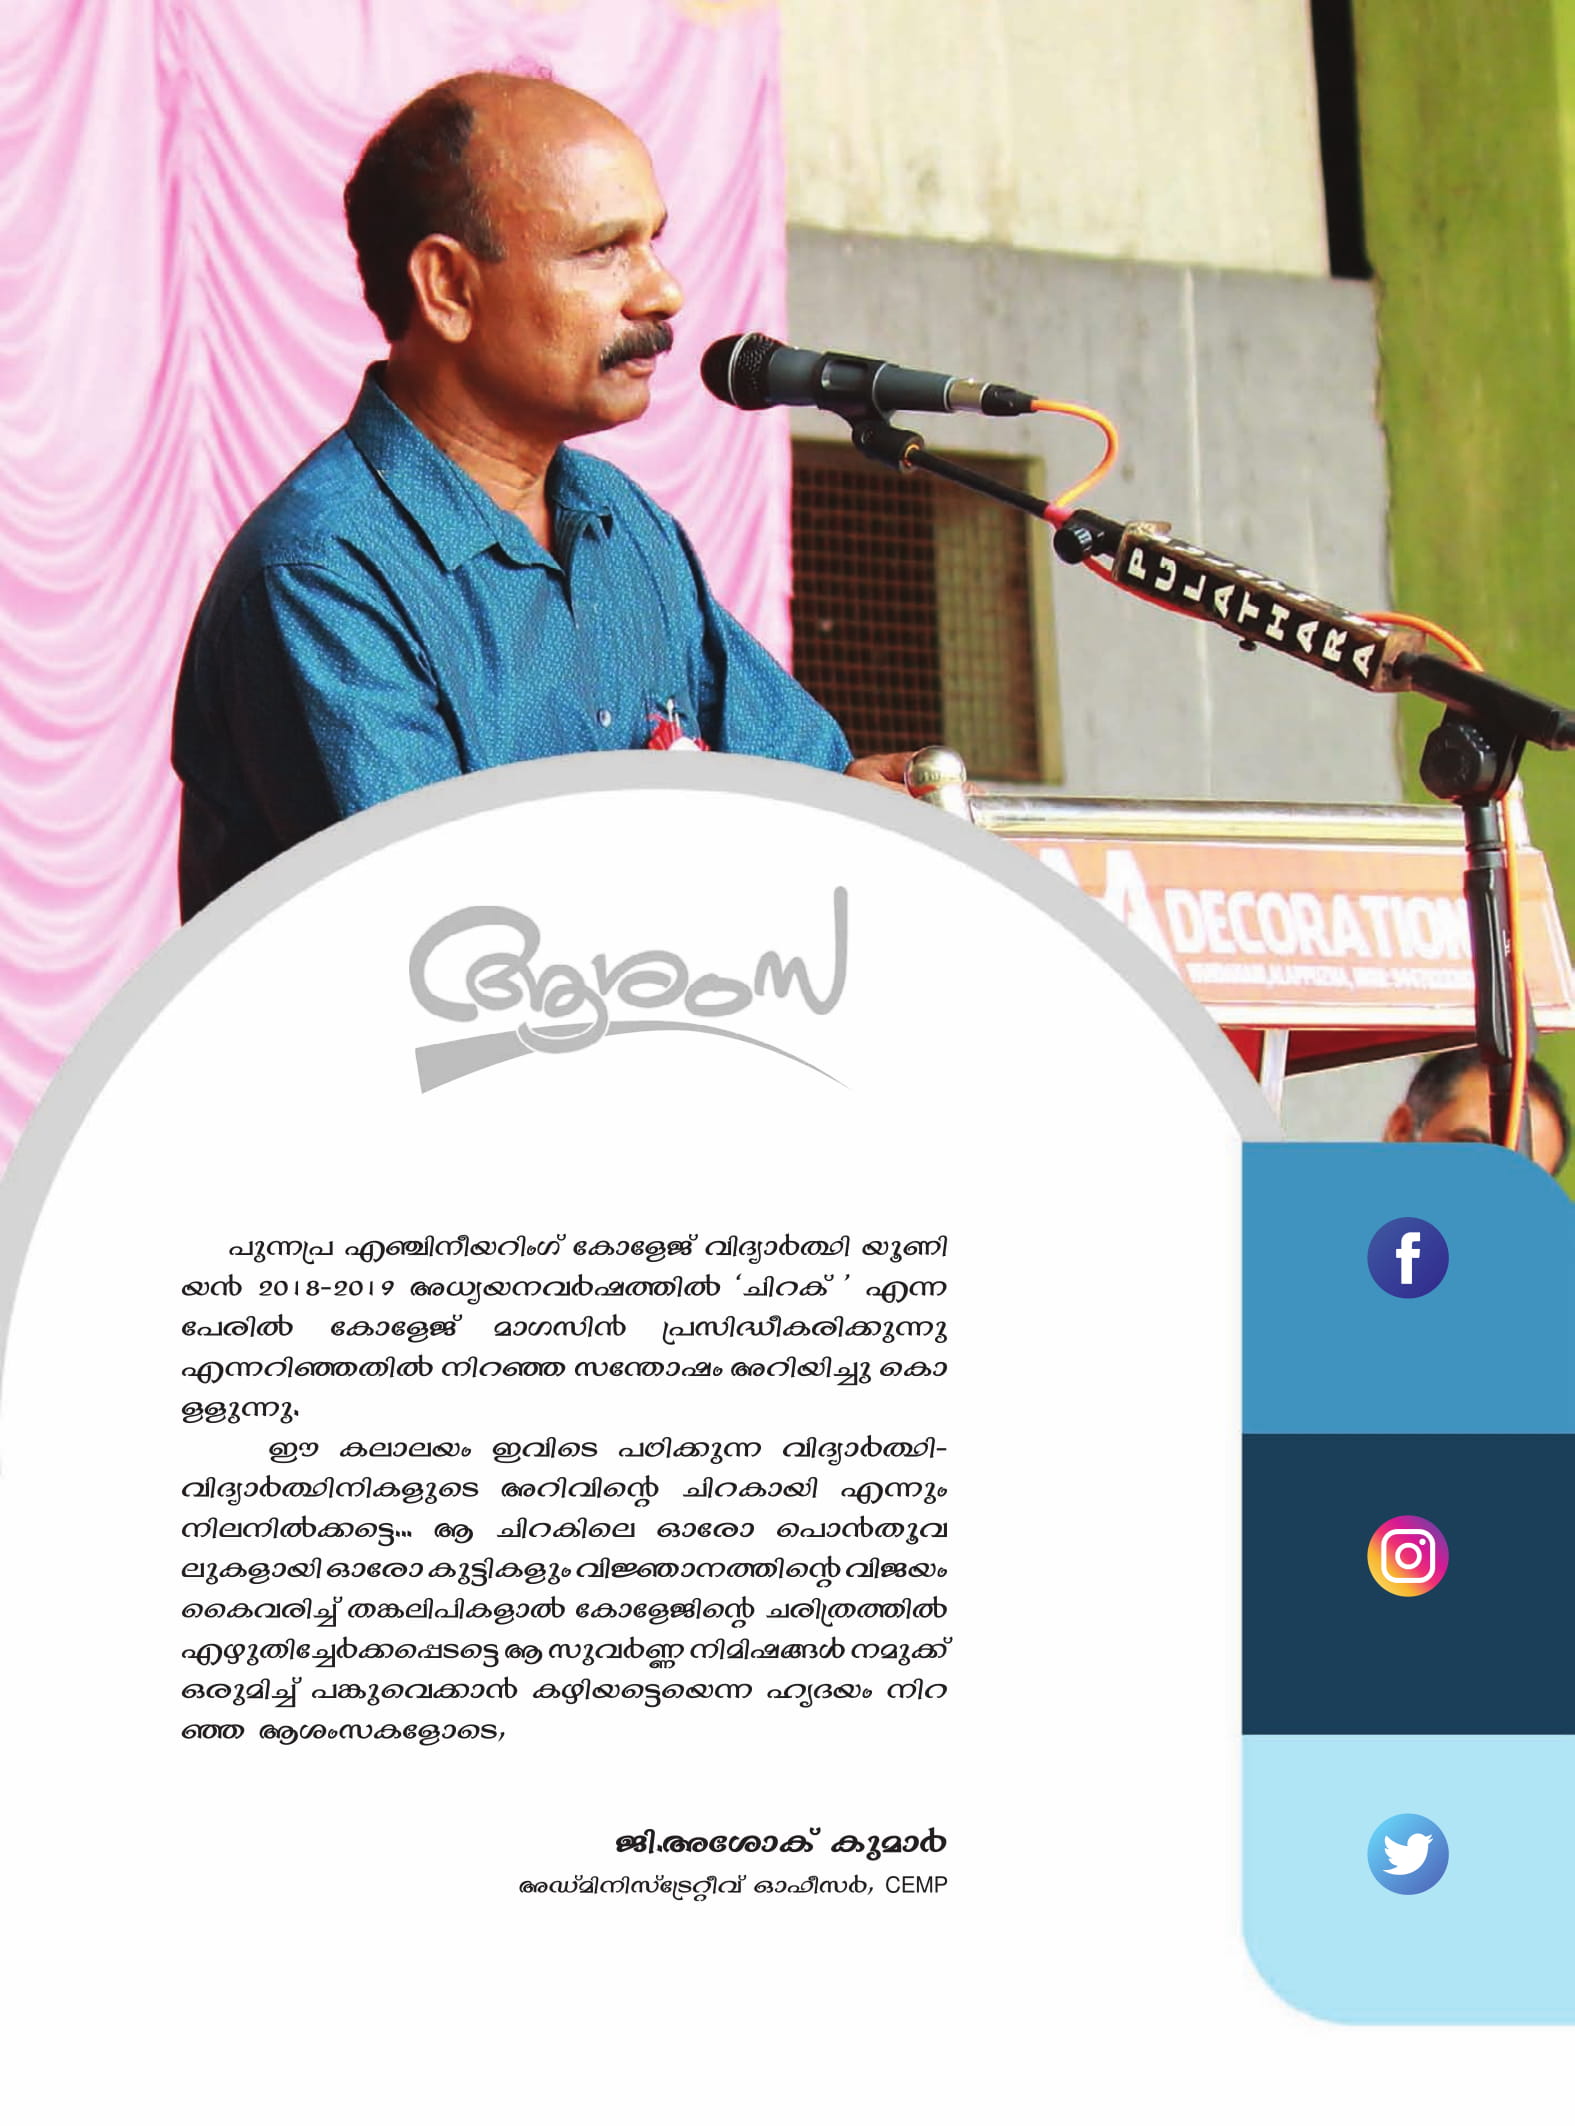 PULATHARA
DECORATION
ആശംസ
പുന്നപ്ര എഞ്ചിനീയറിംഗ് കോളേജ് വിദ്യാർത്ഥി യൂണി
യൻ 2018-2019 അധ്യയനവർഷത്തിൽ ‘ചിറക് ’ എന്ന
പേരിൽ കോളേജ് മാഗസിൻ പ്രസിദ്ധീകരിക്കുന്നു
എന്നറിഞ്ഞതിൽ നിറഞ്ഞ സന്തോഷം അറിയിച്ചു കൊ
ള്ളുന്നു.
ഈ കലാലയം ഇവിടെ പഠിക്കുന്ന വിദ്യാർത്ഥി-
വിദ്യാർത്ഥിനികളുടെ അറിവിന്റെ ചിറകായി എന്നും
നിലനിൽക്കട്ടെ... ആ ചിറകിലെ ഓരോ പൊൻതൂവ
ലുകളായി ഓരോ കുട്ടികളും വിജ്ഞാനത്തിന്റെ വിജയം
കൈവരിച്ച് തങ്കലിപികളാൽ കോളേജിന്റെ ചരിത്രത്തിൽ
എഴുതിച്ചേർക്കപ്പെടട്ടെ ആ സുവർണ്ണ നിമിഷങ്ങൾ നമുക്ക്
ഒരുമിച്ച് പങ്കുവെക്കാൻ കഴിയട്ടെയെന്ന ഹൃദയം നിറ
ഞ്ഞ ആശംസകളോടെ,
ജി.അശോക് കുമാർ
അഡ്മിനിസ്ട്രേറ്റീവ് ഓഫീസർ, CEMP